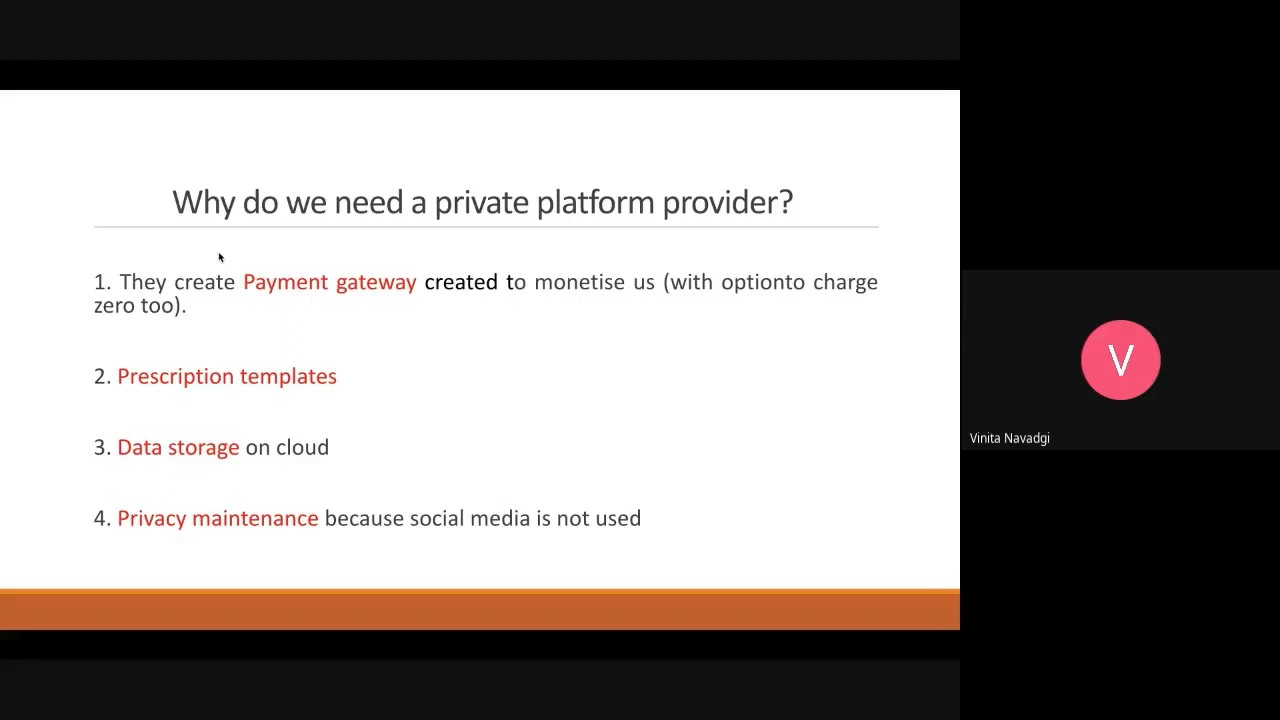 Why do we need a private platform provider?
1. They create Payment gateway created to monetise us (with optionto charge
zero too).
2. Prescription templates
3. Data storage on cloud
4. Privacy maintenance because social media is not used
V
Vinita Navadgi